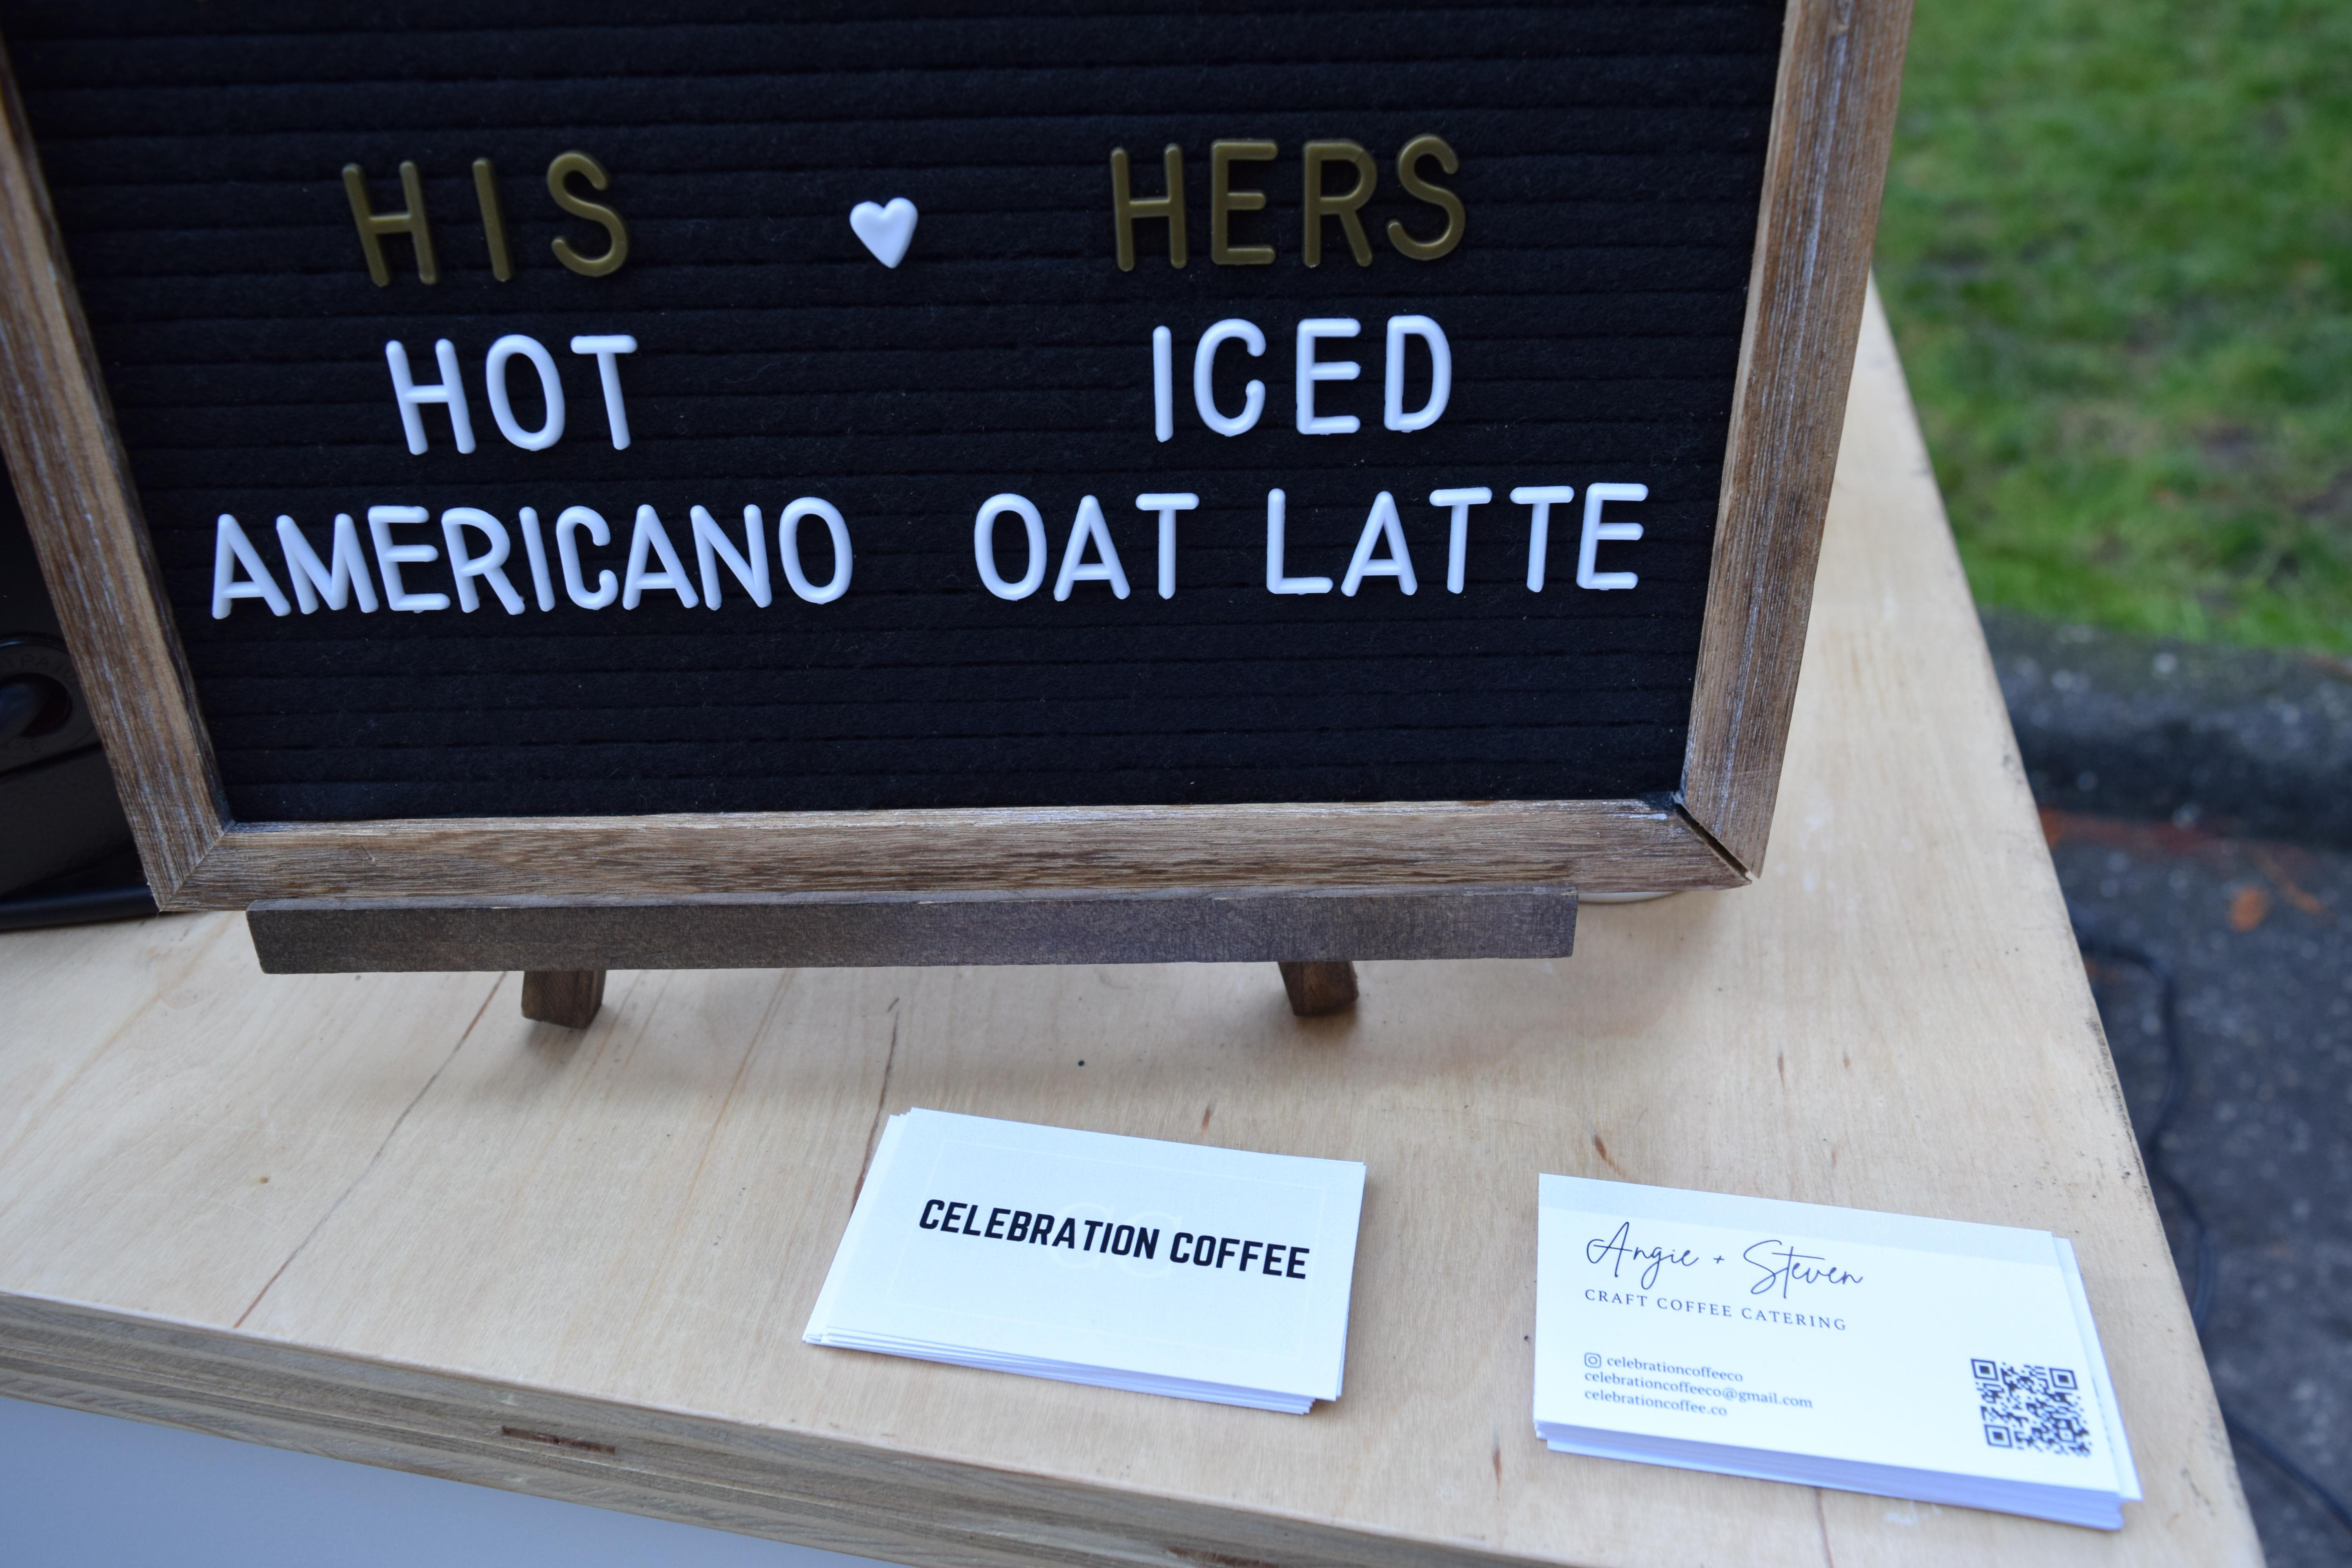 HIS ♥ HERS
HOT
AMERICANO
ICED
OAT LATTE
CELEBRATION COFFEE
Angie + Steven
CRAFT COFFEE CATERING
celebrationcoffeeco
celebrationcoffeeco@gmail.com
celebrationcoffee.co